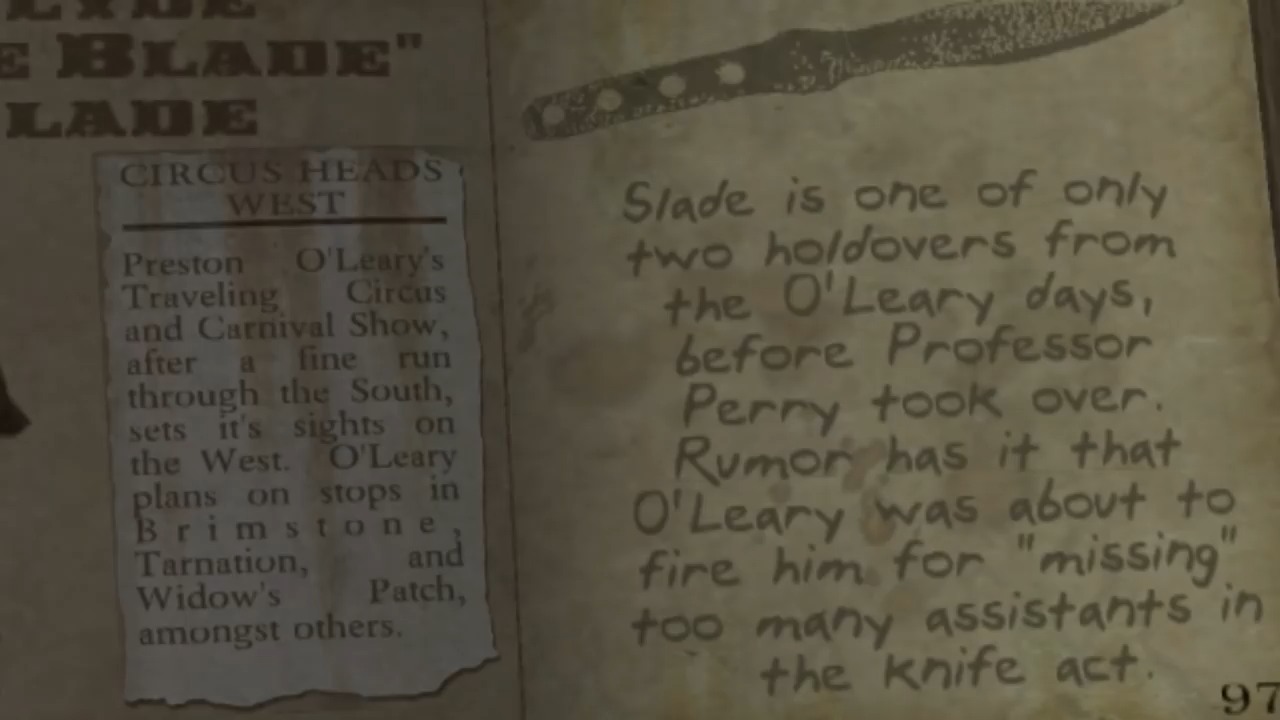 BLADE"
CIRCUS HEADS
WEST
Preston O'Leary's
Traveling Circus
and Carnival Show,
after a fine run
through the South,
sets it's sights on
the West. O'Leary
plans on stops in
Brimstone,
Tarnation, and
Widow's Patch,
amongst others.
Slade is one of only
two holdovers from
the O'Leary days,
before Professor
Perry took over.
Rumor has it that
O'Leary was about to
fire him for "missing"
too many assistants in
the knife act.
97